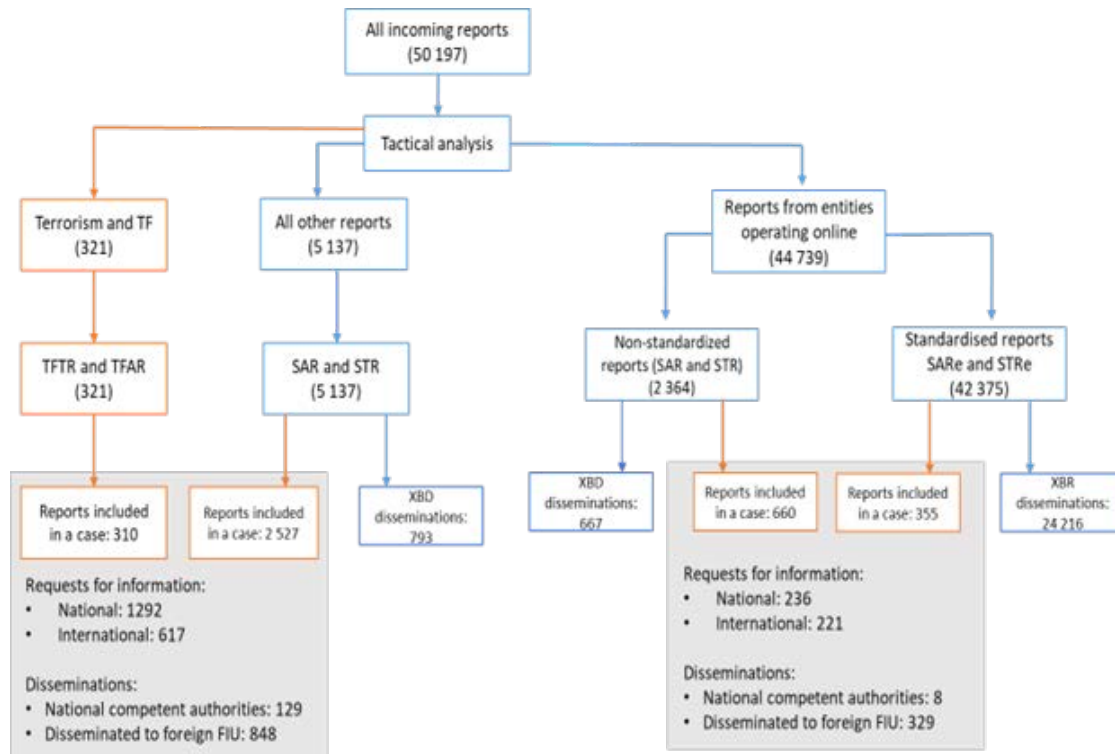 All incoming reports
(50 197)
Tactical analysis
Terrorism and TF
(321)
All other reports
(5 137)
Reports from entities
operating online
(44 739)
TFTR and TFAR
(321)
SAR and STR
(5 137)
Non-standardized
reports (SAR and STR)
(2 364)
Standardised reports
SARe and STRe
(42 375)
Reports included
in a case: 310
Reports included
in a case: 2 527
XBD
disseminations:
793
XBD
disseminations:
667
Reports included
in a case: 660
Reports included
in a case: 355
XBR
disseminations:
24 216
Requests for information:
• National: 1292
• International: 617
Disseminations:
• National competent authorities: 129
• Disseminated to foreign FIU: 848
Requests for information:
• National: 236
• International: 221
Disseminations:
• National competent authorities: 8
• Disseminated to foreign FIU: 329